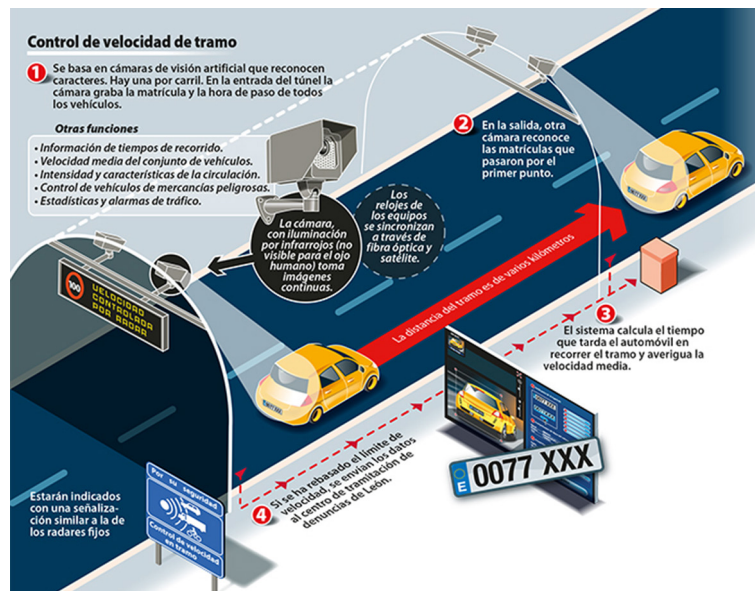 Control de velocidad de tramo
1
Se basa en cámaras de visión artificial que reconocen
caracteres. Hay una por carril. En la entrada del túnel la
cámara graba la matrícula y la hora de paso de todos
los vehículos.
Otras funciones
• Información de tiempos de recorrido.
• Velocidad media del conjunto de vehículos.
• Intensidad y características de la circulación.
• Control de vehículos de mercancías peligrosas.
• Estadísticas y alarmas de tráfico.
2
En la salida, otra
cámara reconoce
las matrículas que
pasaron por el
primer punto.
La cámara,
con iluminación
por infrarrojos (no
visible para el ojo
humano) toma
imágenes
continuas.
Los
relojes de
los equipos
se sincronizan
a través de
fibra óptica y
satélite.
100
VELOCIDAD
CONTROLADA
POR RADAR
La distancia del tramo es de varios kilómetros
3
El sistema calcula el tiempo
que tarda el automóvil en
recorrer el tramo y averigua la
velocidad media.
0077 XXX
E
4
Si se ha rebasado el límite de
velocidad, se envían los datos
al centro de tramitación de
denuncias de León.
Estarán indicados
con una señaliza-
ción similar a la de
los radares fijos
Por su seguridad
Control de velocidad
en tramo